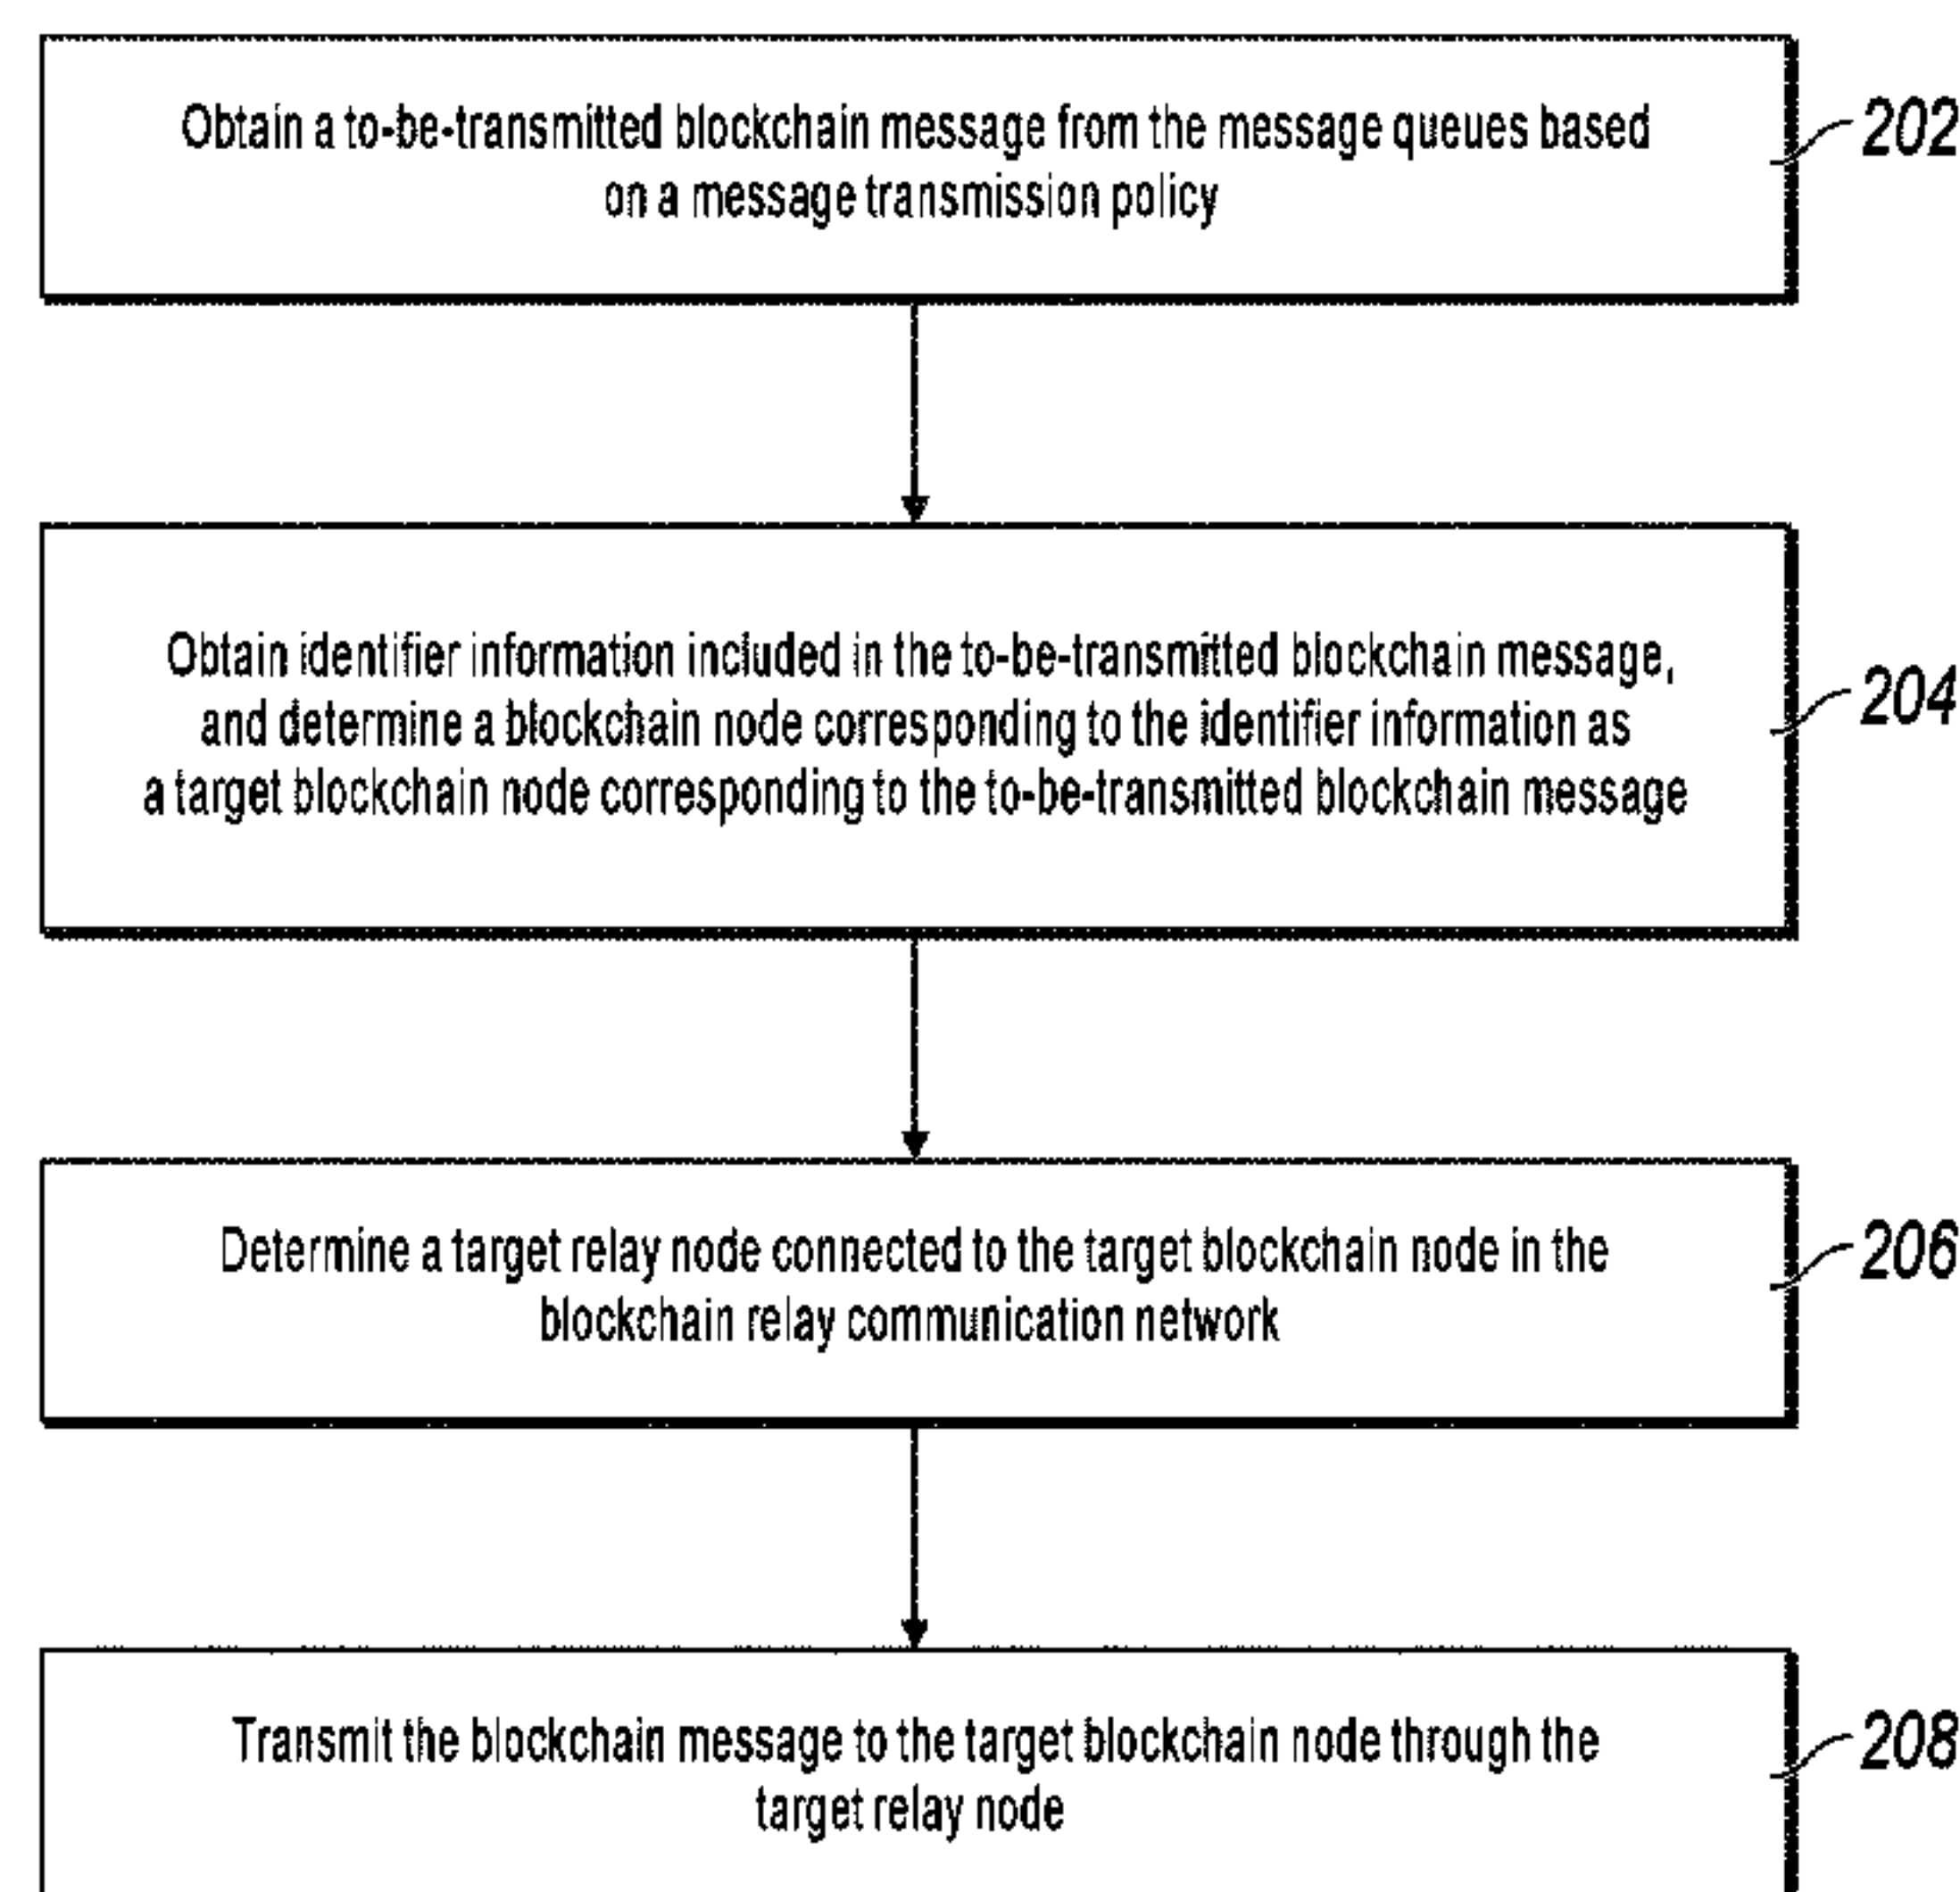 Obtain a to-be-transmitted blockchain message from the message queues based
on a message transmission policy
202
Obtain identifier information included in the to-be-transmitted blockchain message,
and determine a blockchain node corresponding to the identifier information as
a target blockchain node corresponding to the to-be-transmitted blockchain message
204
Determine a target relay node connected to the target blockchain node in the
blockchain relay communication network
206
Transmit the blockchain message to the target blockchain node through the
target relay node
208